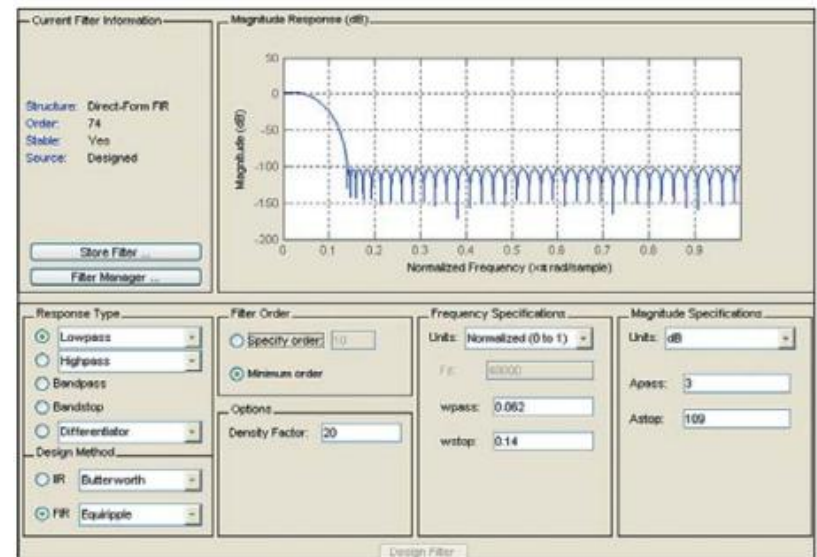 Current Filter Information
Structure: Direct-Form FIR
Order: 74
Stable: Yes
Source: Designed
Store Filter ...
Filter Manager ...
Magnitude Response (dB)
50
0
-50
-100
-150
-200
Magnitude (dB)
0 0.1 0.2 0.3 0.4 0.5 0.6 0.7 0.8 0.9
Normalized Frequency (×π rad/sample)
Response Type
Lowpass
Highpass
Bandpass
Bandstop
Differentiator
Design Method
IIR Butterworth
FIR Equiripple
Filter Order
Specify order: 10
Minimum order
Options
Density Factor: 20
Frequency Specifications
Units: Normalized (0 to 1)
Fs: 48000
wpass: 0.062
wstop: 0.14
Magnitude Specifications
Units: dB
Apass: 3
Astop: 109
Design Filter